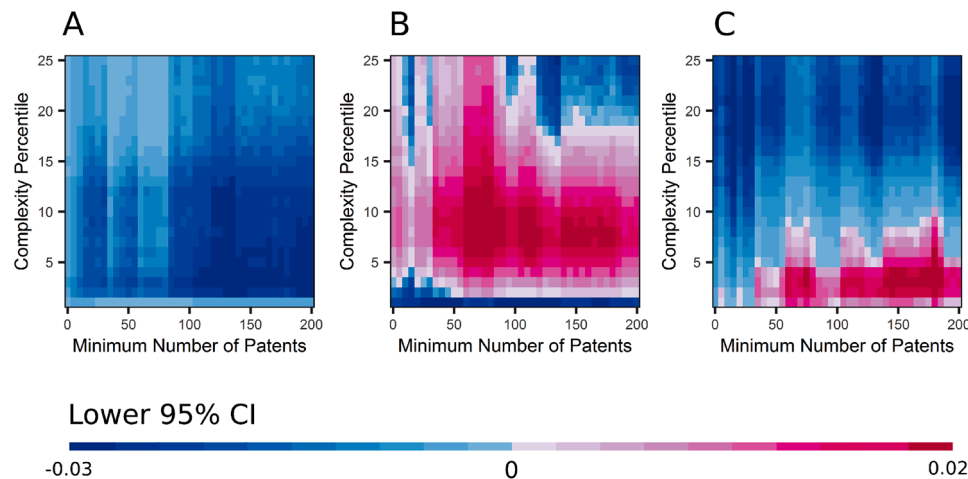 A B C
25 25 25
20 20 20
15 15 15
10 10 10
5 5 5
Complexity Percentile Complexity Percentile Complexity Percentile
0 50 100 150 200 0 50 100 150 200 0 50 100 150 200
Minimum Number of Patents Minimum Number of Patents Minimum Number of Patents
Lower 95% CI
-0.03 0 0.02